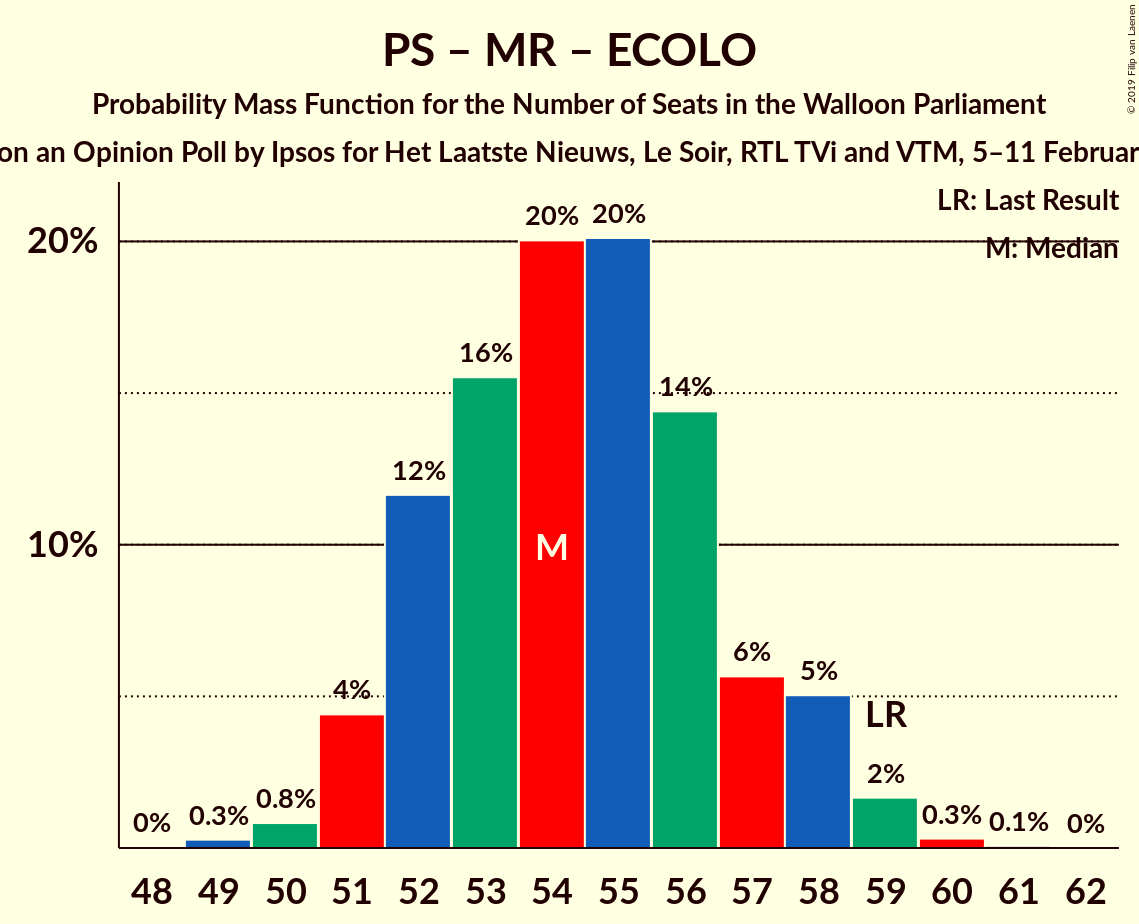 PS – MR – ECOLO
Probability Mass Function for the Number of Seats in the Walloon Parliament
on an Opinion Poll by Ipsos for Het Laatste Nieuws, Le Soir, RTL TVi and VTM, 5–11 Februar
© 2019 Filip van Laenen
LR: Last Result
M: Median
20%
10%
0%
0.3%
0.8%
4%
12%
16%
20%
20%
14%
6%
5%
2%
0.3%
0.1%
0%
M
LR
48 49 50 51 52 53 54 55 56 57 58 59 60 61 62